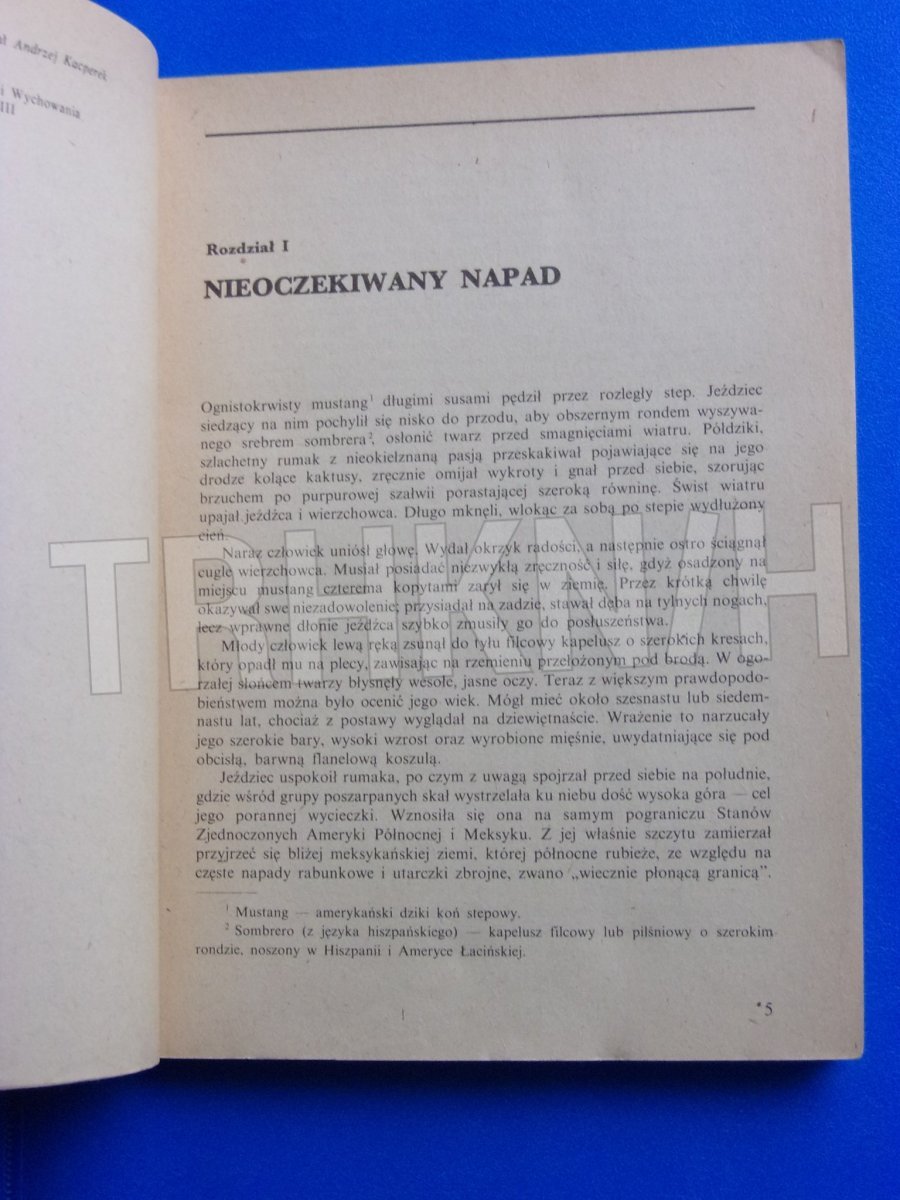 ał Andrzej Kacperek
i Wychowania
III
Rozdział I
NIEOCZEKIWANY NAPAD
Ognistokrwisty mustang¹ długimi susami pędził przez rozległy step. Jeździec
siedzący na nim pochylił się nisko do przodu, aby obszernym rondem wyszywa-
nego srebrem sombrera², osłonić twarz przed smagnięciami wiatru. Półdziki,
szlachetny rumak z nieokiełznaną pasją przeskakiwał pojawiające się na jego
drodze kolące kaktusy, zręcznie omijał wykroty i gnał przed siebie, szorując
brzuchem po purpurowej szałwii porastającej szeroką równinę. Świst wiatru
upajał jeźdźca i wierzchowca. Długo mknęli, wlokąc za sobą po stepie wydłużony
cień.
Naraz człowiek uniósł głowę. Wydał okrzyk radości, a następnie ostro ściągnął
cugle wierzchowca. Musiał posiadać niezwykłą zręczność i siłę, gdyż osadzony na
miejscu mustang czterema kopytami zarył się w ziemię. Przez krótką chwilę
okazywał swe niezadowolenie; przysiadał na zadzie, stawał dęba na tylnych nogach,
lecz wprawne dłonie jeźdźca szybko zmusiły go do posłuszeństwa.
Młody człowiek lewą ręką zsunął do tyłu filcowy kapelusz o szerokich kresach,
który opadł mu na plecy, zawisając na rzemieniu przełożonym pod brodą. W ogo-
rzałej słońcem twarzy błysnęły wesołe, jasne oczy. Teraz z większym prawdopodo-
bieństwem można było ocenić jego wiek. Mógł mieć około szesnastu lub siedem-
nastu lat, chociaż z postawy wyglądał na dziewiętnaście. Wrażenie to narzucały
jego szerokie bary, wysoki wzrost oraz wyrobione mięśnie, uwydatniające się pod
obcisłą, barwną flanelową koszulą.
Jeździec uspokoił rumaka, po czym z uwagą spojrzał przed siebie na południe,
gdzie wśród grupy poszarpanych skał wystrzelała ku niebu dość wysoka góra — cel
jego porannej wycieczki. Wznosiła się ona na samym pograniczu Stanów
Zjednoczonych Ameryki Północnej i Meksyku. Z jej właśnie szczytu zamierzał
przyjrzeć się bliżej meksykańskiej ziemi, której północne rubieże, ze względu na
częste napady rabunkowe i utarczki zbrojne, zwano „wiecznie płonącą granicą”.
¹ Mustang — amerykański dziki koń stepowy.
² Sombrero (z języka hiszpańskiego) — kapelusz filcowy lub pilśniowy o szerokim
rondzie, noszony w Hiszpanii i Ameryce Łacińskiej.
5